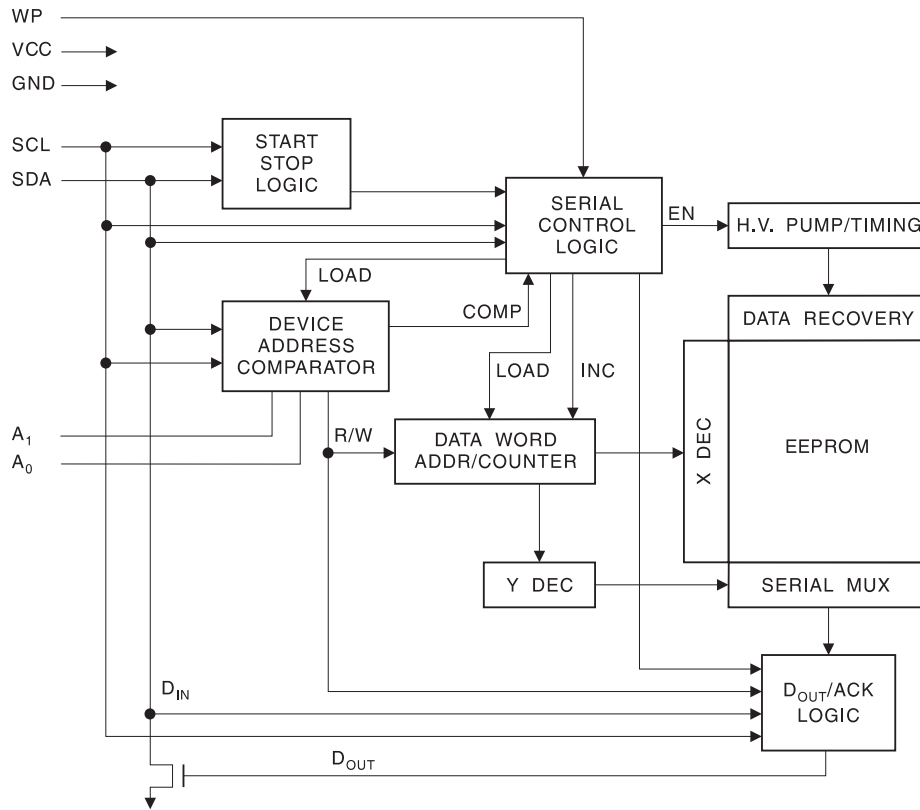 WP
VCC
GND
SCL
SDA
START
STOP
LOGIC
SERIAL
CONTROL
LOGIC
EN
H.V. PUMP/TIMING
LOAD
COMP
DEVICE
ADDRESS
COMPARATOR
DATA RECOVERY
LOAD
INC
A1
A0
R/W
DATA WORD
ADDR/COUNTER
X DEC
EEPROM
Y DEC
SERIAL MUX
DIN
DOUT/ACK
LOGIC
DOUT